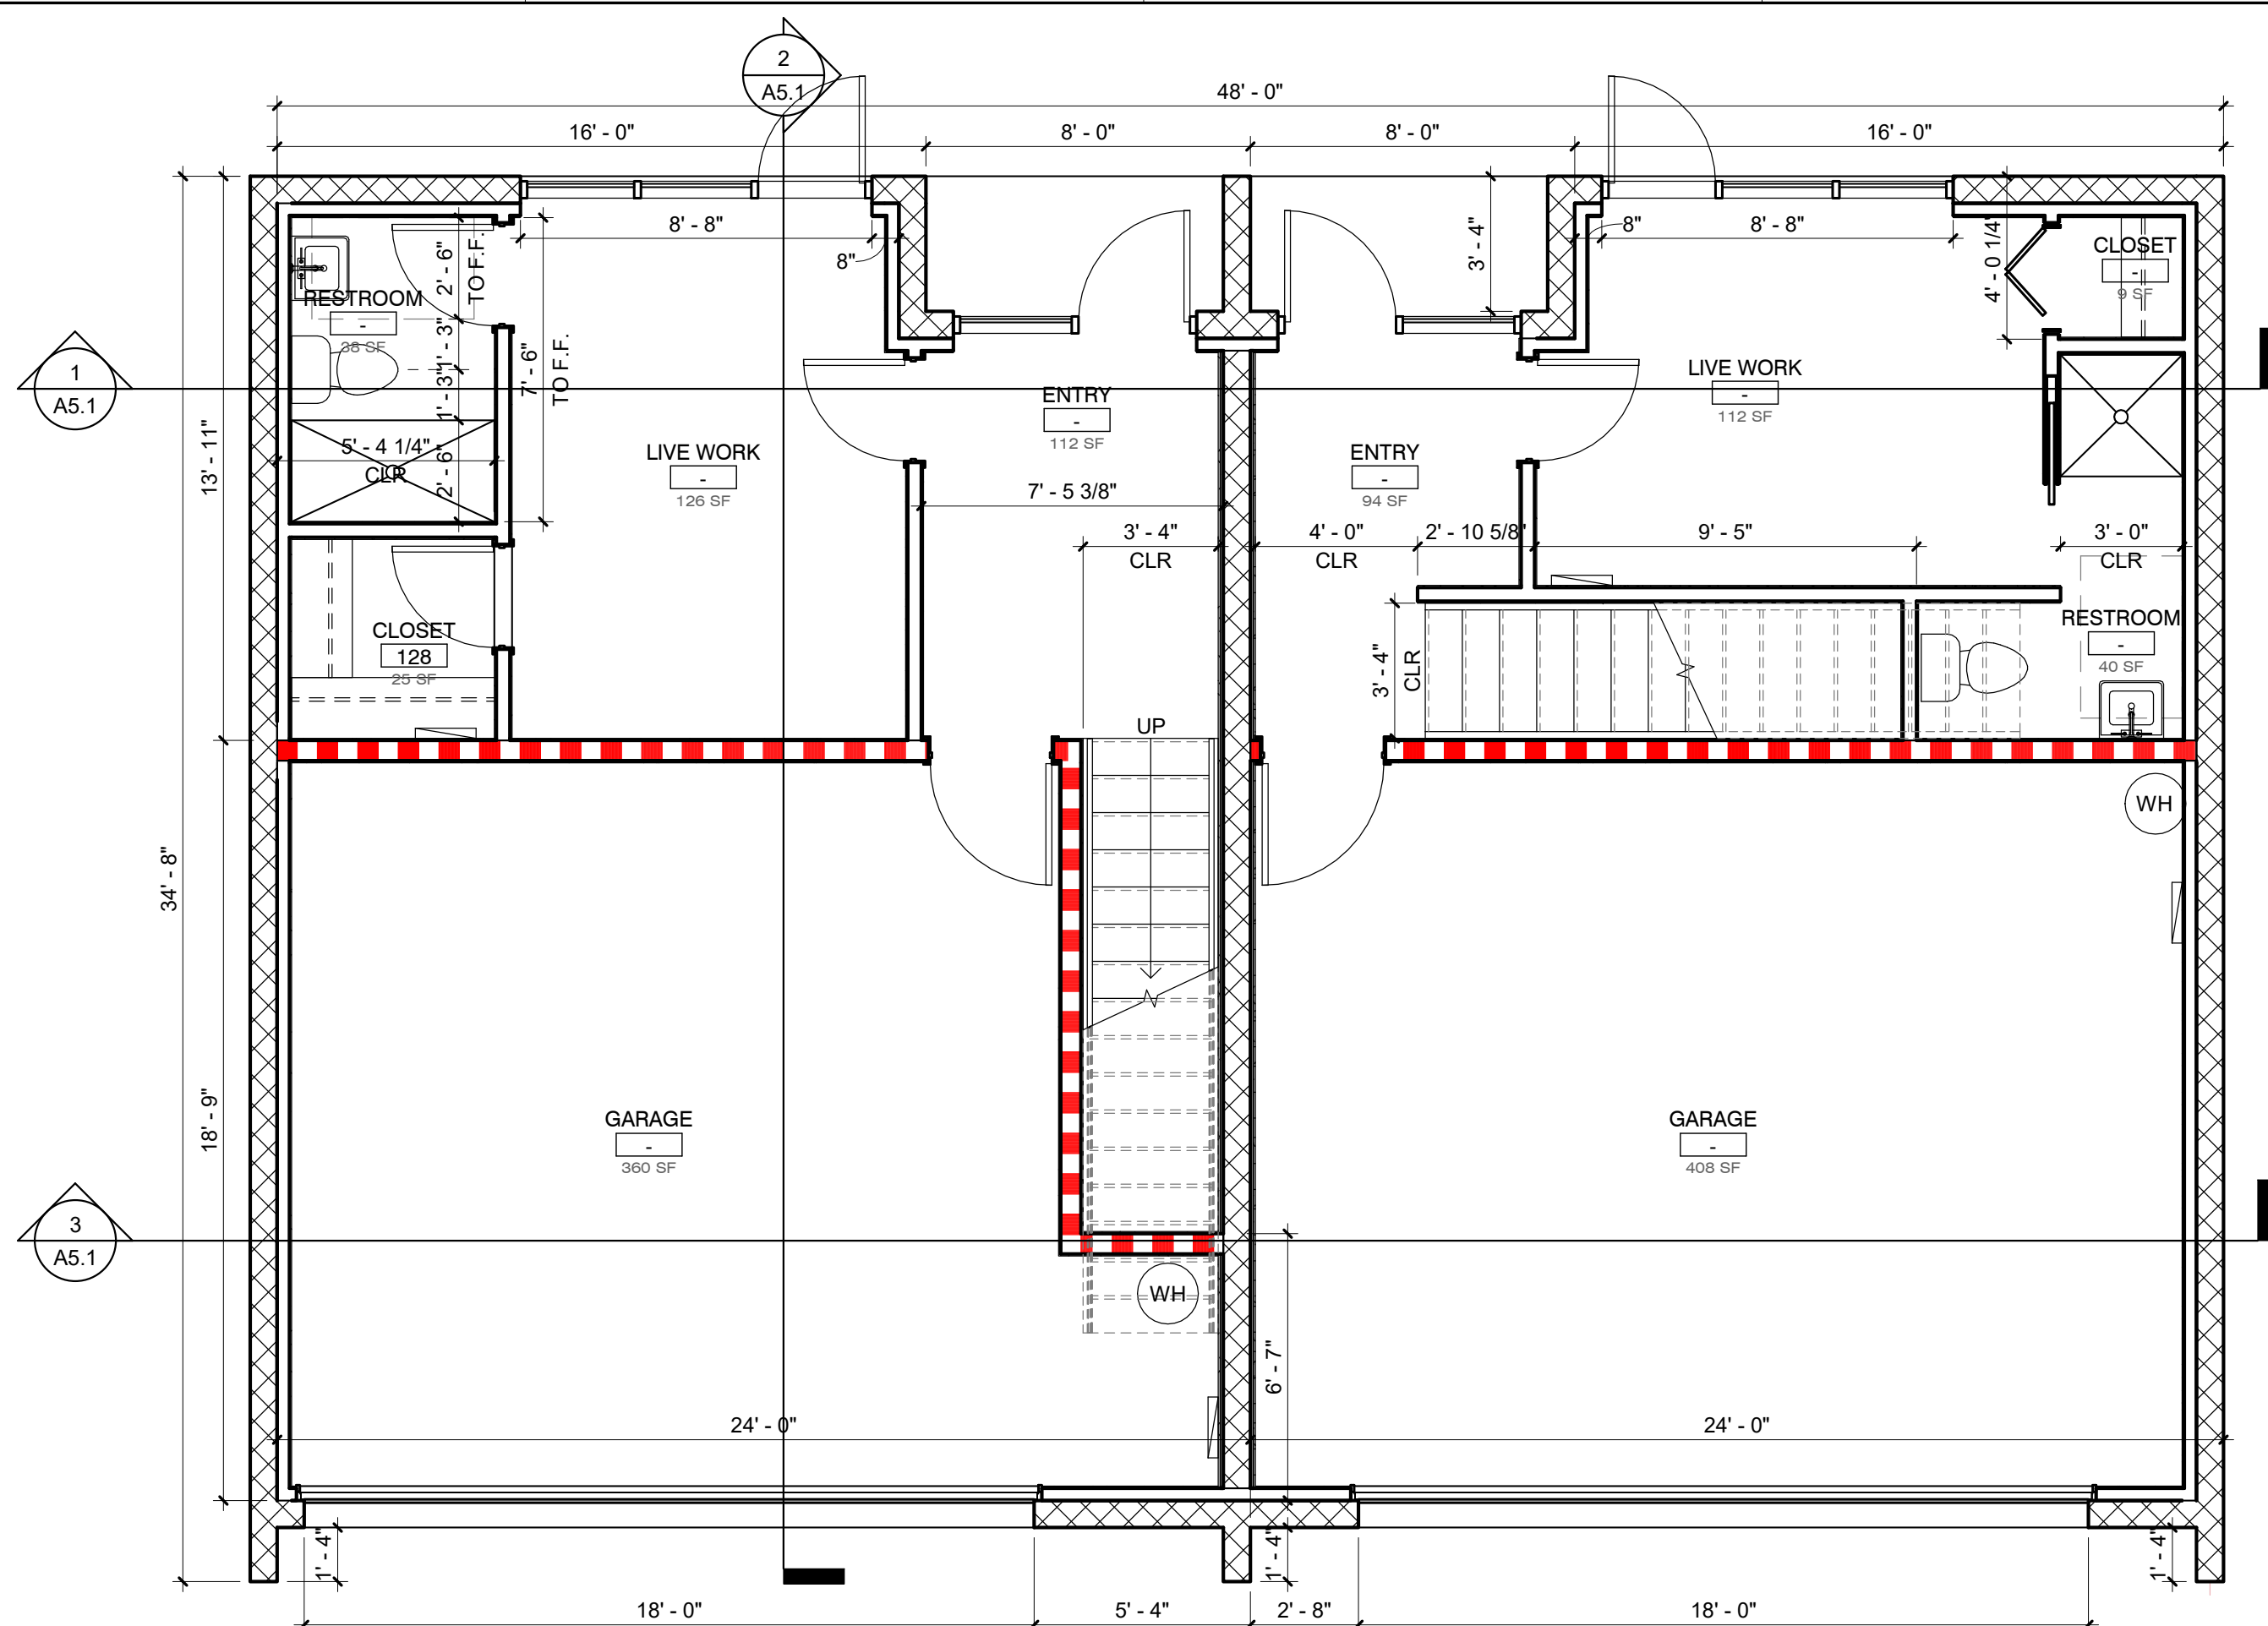 2
A5.1
48' - 0"
16' - 0"
8' - 0"
8' - 0"
16' - 0"
8' - 8"
8"
3' - 4"
8"
8' - 8"
4' - 0 1/4"
CLOSET
-
9 SF
2' - 6"
TO F.F.
RESTROOM
-
38 SF
1' - 3"
1' - 3"
7' - 6"
TO F.F.
1
A5.1
13' - 11"
5' - 4 1/4"
CLR
2' - 6"
LIVE WORK
-
126 SF
ENTRY
-
112 SF
LIVE WORK
-
112 SF
ENTRY
-
94 SF
7' - 5 3/8"
3' - 4"
CLR
4' - 0"
CLR
2' - 10 5/8"
9' - 5"
3' - 0"
CLR
CLOSET
128
25 SF
3' - 4"
CLR
RESTROOM
-
40 SF
UP
WH
34' - 8"
18' - 9"
GARAGE
-
360 SF
GARAGE
-
408 SF
3
A5.1
WH
6' - 7"
24' - 0"
24' - 0"
1' - 4"
1' - 4"
1' - 4"
18' - 0"
5' - 4"
2' - 8"
18' - 0"